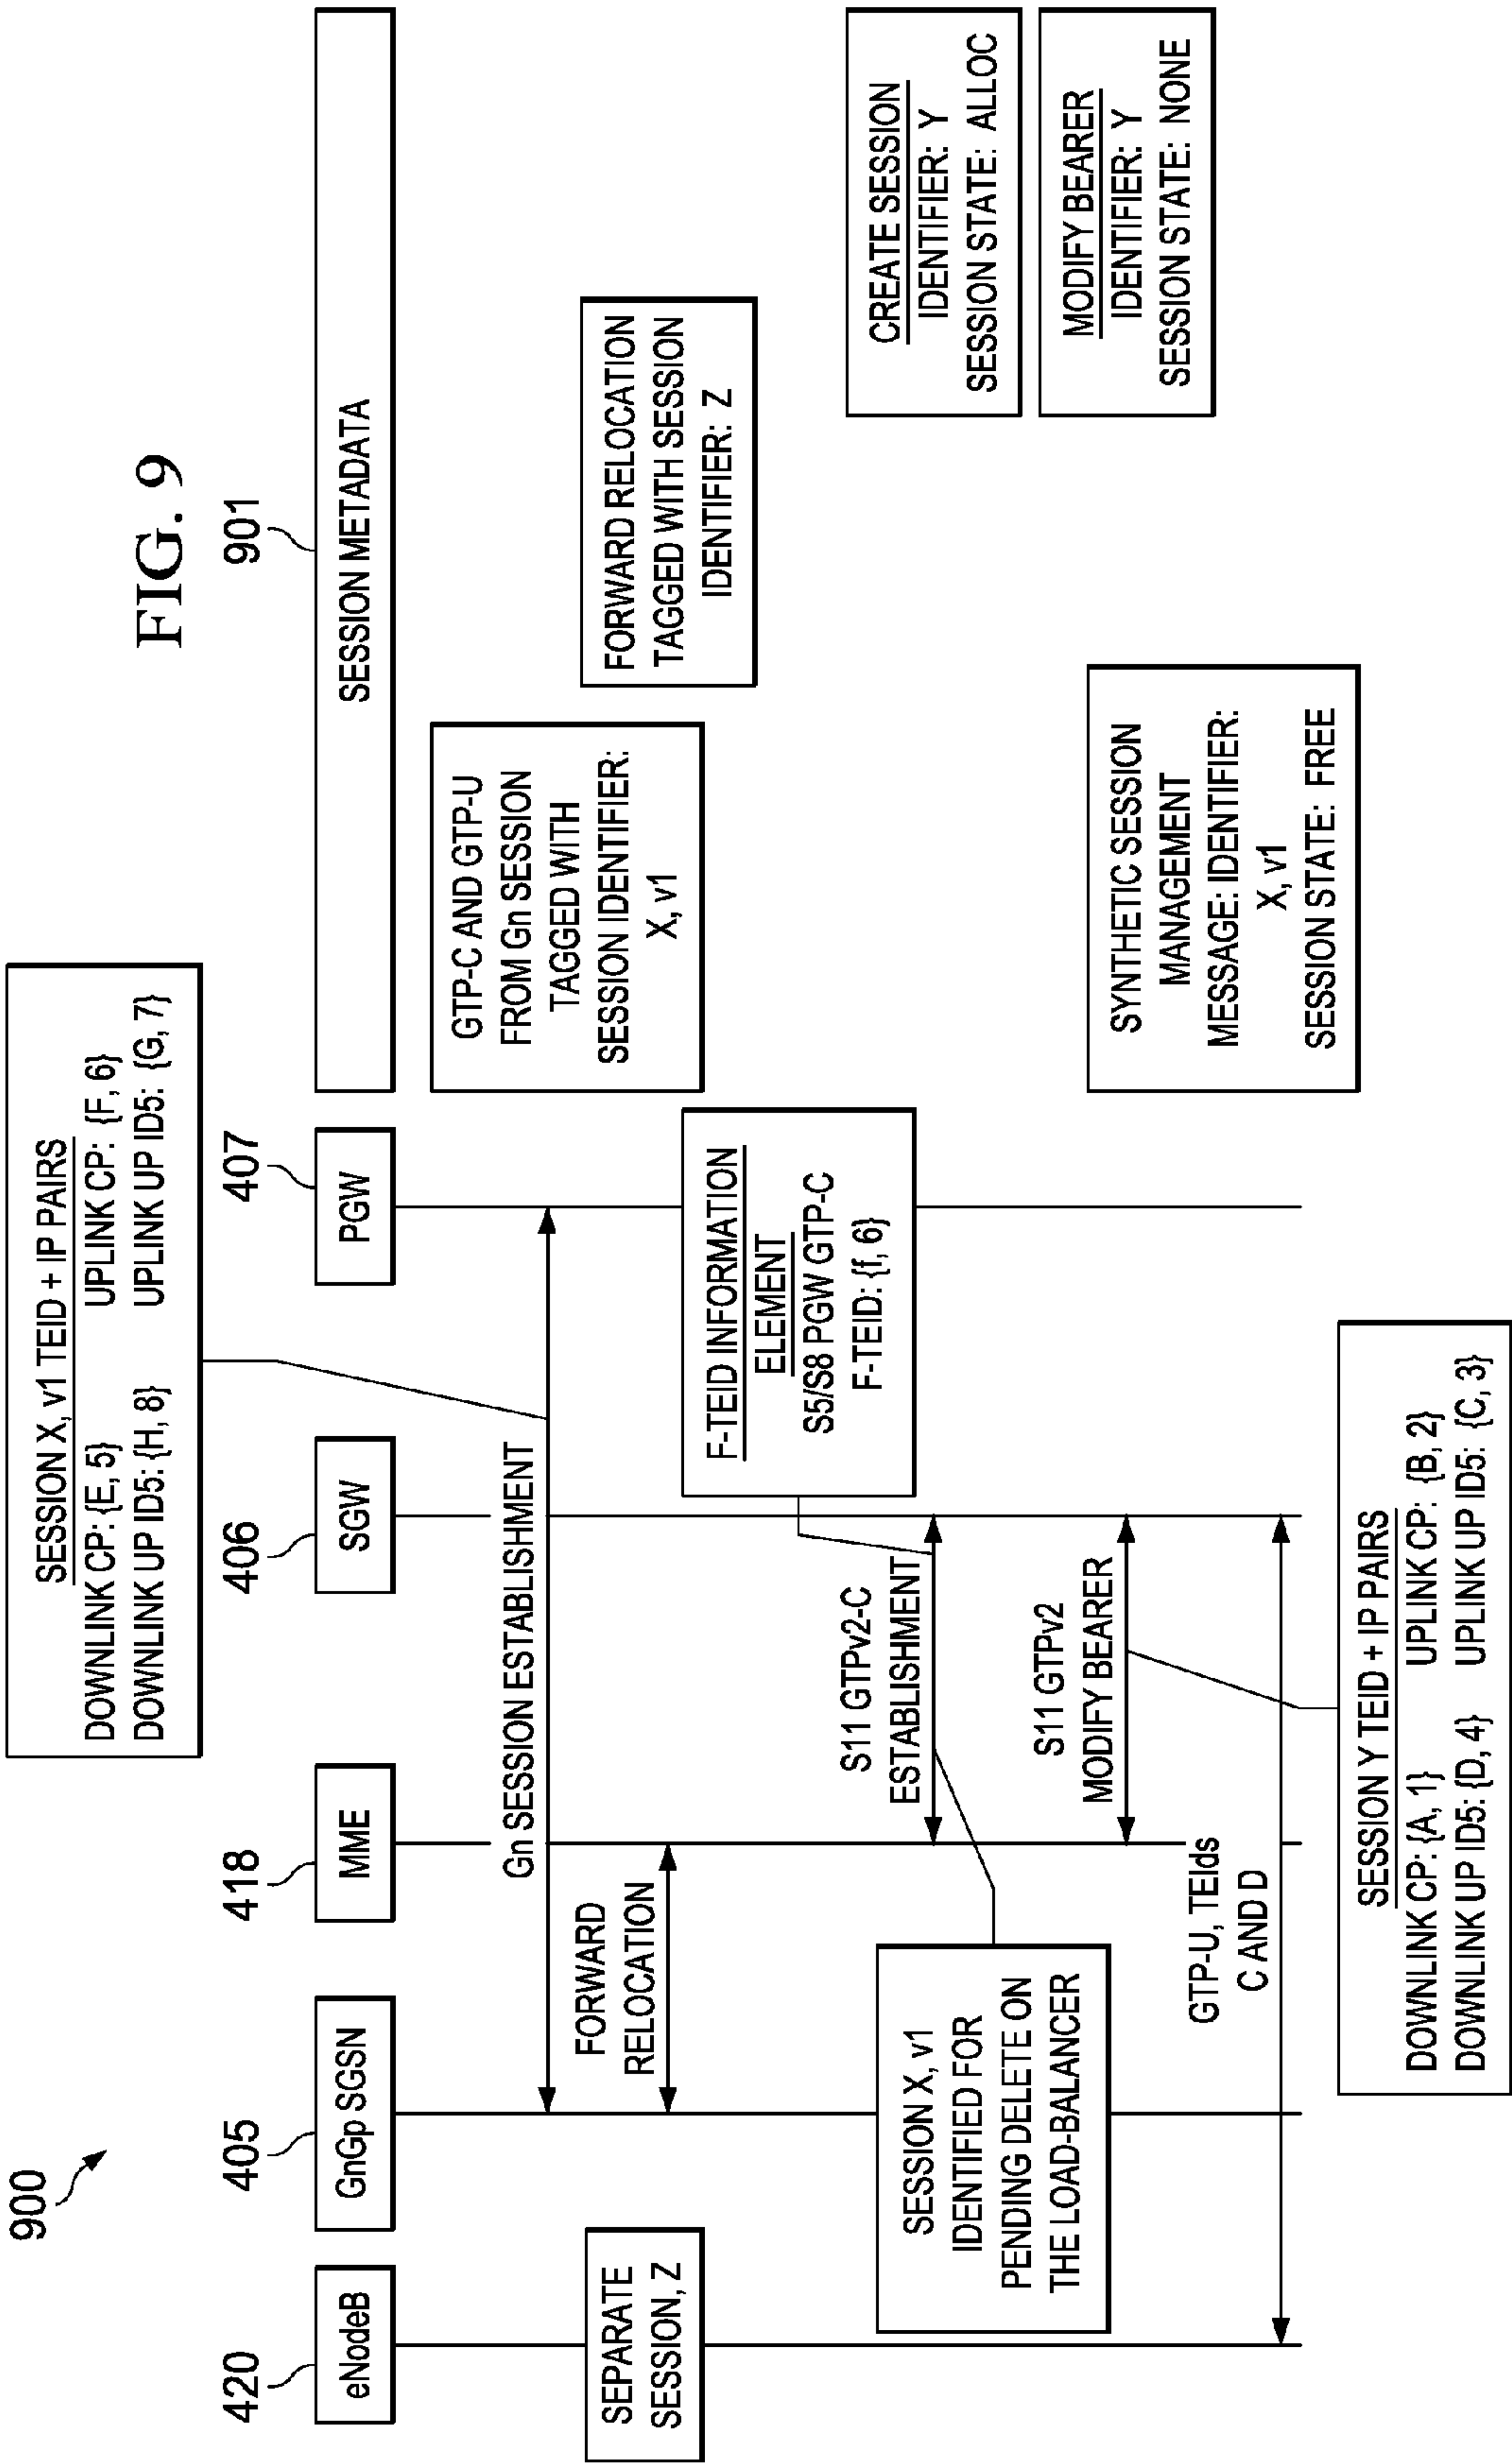 900
FIG. 9
SESSION X, v1 TEID + IP PAIRS
DOWNLINK CP: {E, 5} UPLINK CP: {F, 6}
DOWNLINK UP ID5: {H, 8} UPLINK UP ID5: {G, 7}
420
405
418
406
407
901
eNodeB
GnGp SGSN
MME
SGW
PGW
SESSION METADATA
Gn SESSION ESTABLISHMENT
GTP-C AND GTP-U
FROM Gn SESSION
TAGGED WITH
SESSION IDENTIFIER:
X, v1
SEPARATE
SESSION, Z
FORWARD
RELOCATION
FORWARD RELOCATION
TAGGED WITH SESSION
IDENTIFIER: Z
F-TEID INFORMATION
ELEMENT
S5/S8 PGW GTP-C
F-TEID: {f, 6}
S11 GTPv2-C
ESTABLISHMENT
CREATE SESSION
IDENTIFIER: Y
SESSION STATE: ALLOC
SESSION X, v1
IDENTIFIED FOR
PENDING DELETE ON
THE LOAD-BALANCER
S11 GTPv2
MODIFY BEARER
MODIFY BEARER
IDENTIFIER: Y
SESSION STATE: NONE
SYNTHETIC SESSION
MANAGEMENT
MESSAGE: IDENTIFIER:
X, v1
SESSION STATE: FREE
GTP-U, TEIds
C AND D
SESSION Y TEID + IP PAIRS
DOWNLINK CP: {A, 1} UPLINK CP: {B, 2}
DOWNLINK UP ID5: {D, 4} UPLINK UP ID5: {C, 3}